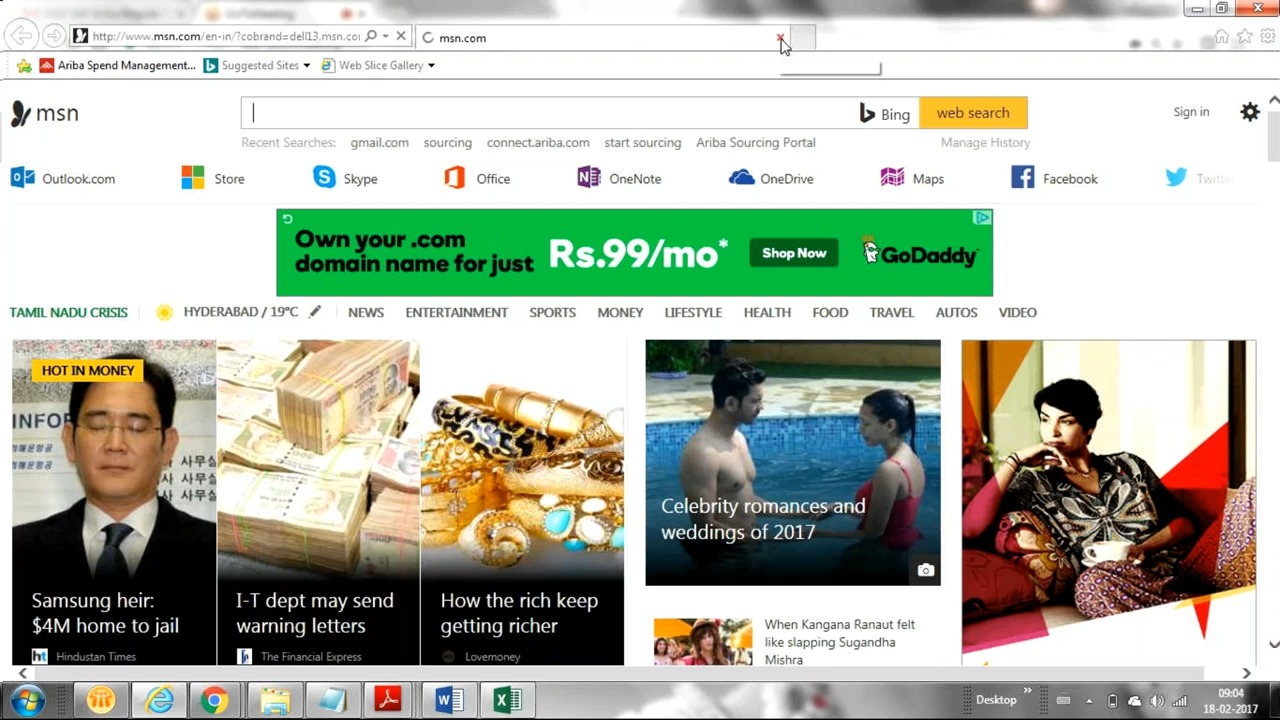 http://www.msn.com/en-in/?cobrand=dell13.msn.co
msn.com
Ariba Spend Management...
Suggested Sites
Web Slice Gallery
msn
Bing
web search
Sign in
Recent Searches: gmail.com sourcing connect.ariba.com start sourcing Ariba Sourcing Portal Manage History
Outlook.com Store Skype Office OneNote OneDrive Maps Facebook Twitter
Own your .com
domain name for just
Rs.99/mo*
Shop Now
GoDaddy
TAMIL NADU CRISIS HYDERABAD / 19°C NEWS ENTERTAINMENT SPORTS MONEY LIFESTYLE HEALTH FOOD TRAVEL AUTOS VIDEO
HOT IN MONEY
INFO
사무실
Samsung heir:
$4M home to jail
Hindustan Times
I-T dept may send
warning letters
The Financial Express
How the rich keep
getting richer
Lovemoney
Celebrity romances and
weddings of 2017
When Kangana Ranaut felt
like slapping Sugandha
Mishra
Desktop
09:04
18-02-2017